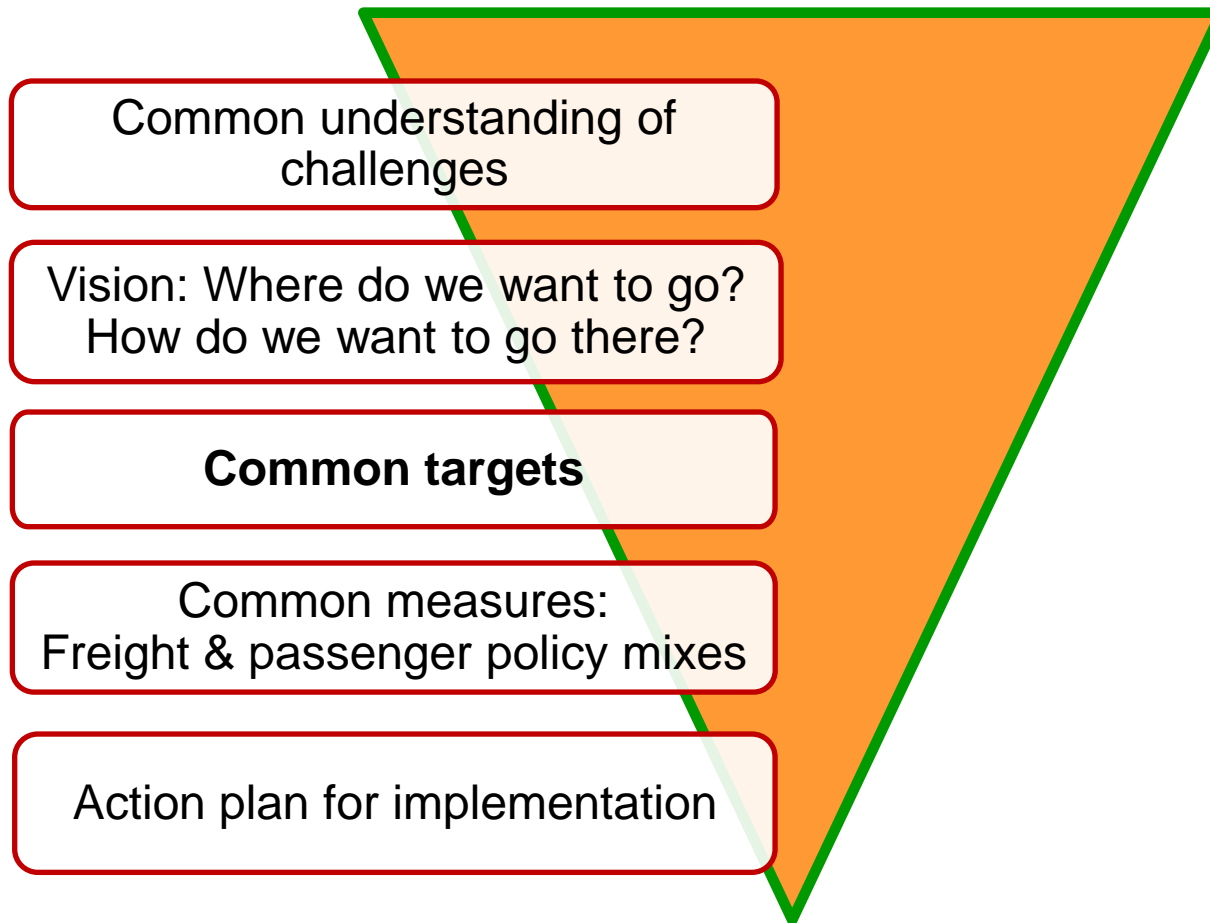 Common understanding of
challenges
Vision: Where do we want to go?
How do we want to go there?
Common targets
Common measures:
Freight & passenger policy mixes
Action plan for implementation